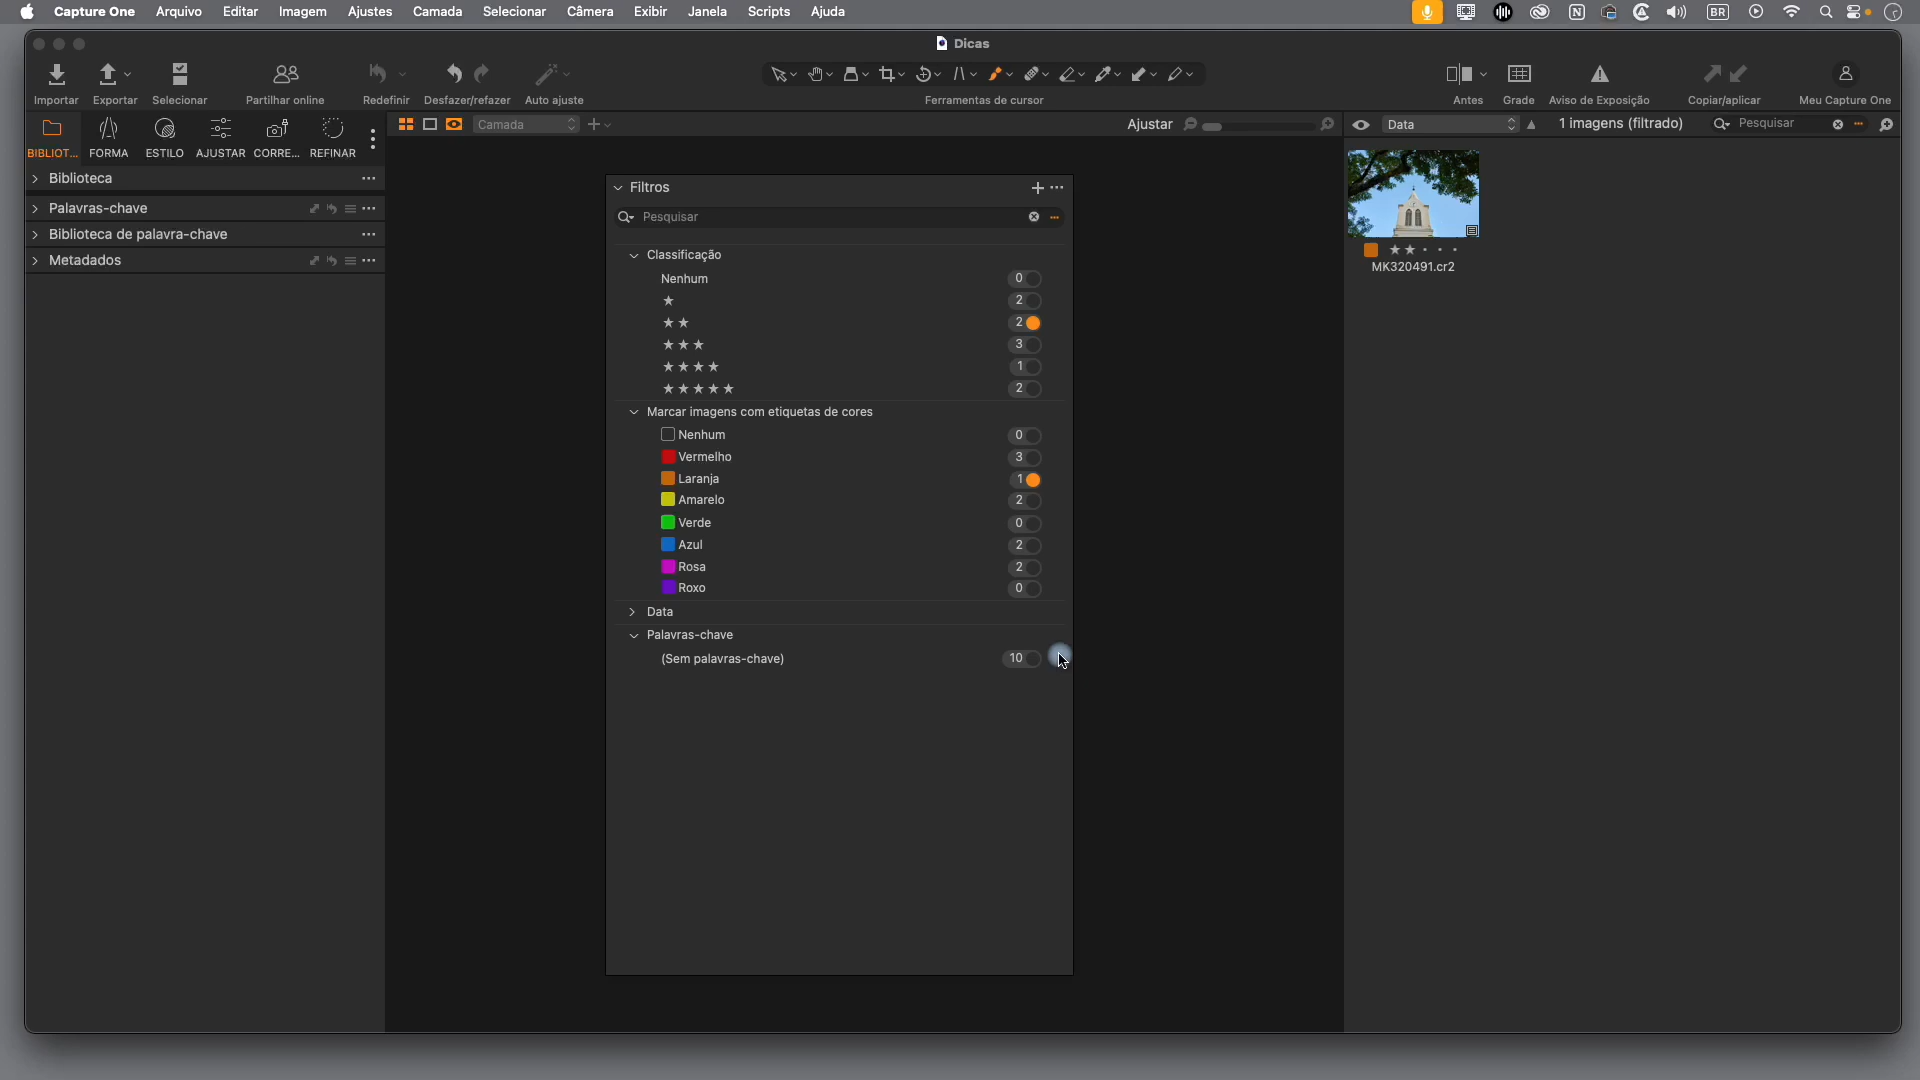 Capture One Arquivo Editar Imagem Ajustes Camada Selecionar Câmera Exibir Janela Scripts Ajuda BR
Dicas
Importar Exportar Selecionar Partilhar online Redefinir Desfazer/refazer Auto ajuste Ferramentas de cursor Antes Grade Aviso de Exposição Copiar/aplicar Meu Capture One
BIBLIOT... FORMA ESTILO AJUSTAR CORRE... REFINAR
Camada Ajustar Data 1 imagens (filtrado) Pesquisar
Biblioteca
Palavras-chave
Biblioteca de palavra-chave
Metadados
Filtros
Pesquisar
Classificação
Nenhum 0
★ 2
★★ 2
★★★ 3
★★★★ 1
★★★★★ 2
Marcar imagens com etiquetas de cores
Nenhum 0
Vermelho 3
Laranja 1
Amarelo 2
Verde 0
Azul 2
Rosa 2
Roxo 0
Data
Palavras-chave
(Sem palavras-chave) 10
MK320491.cr2